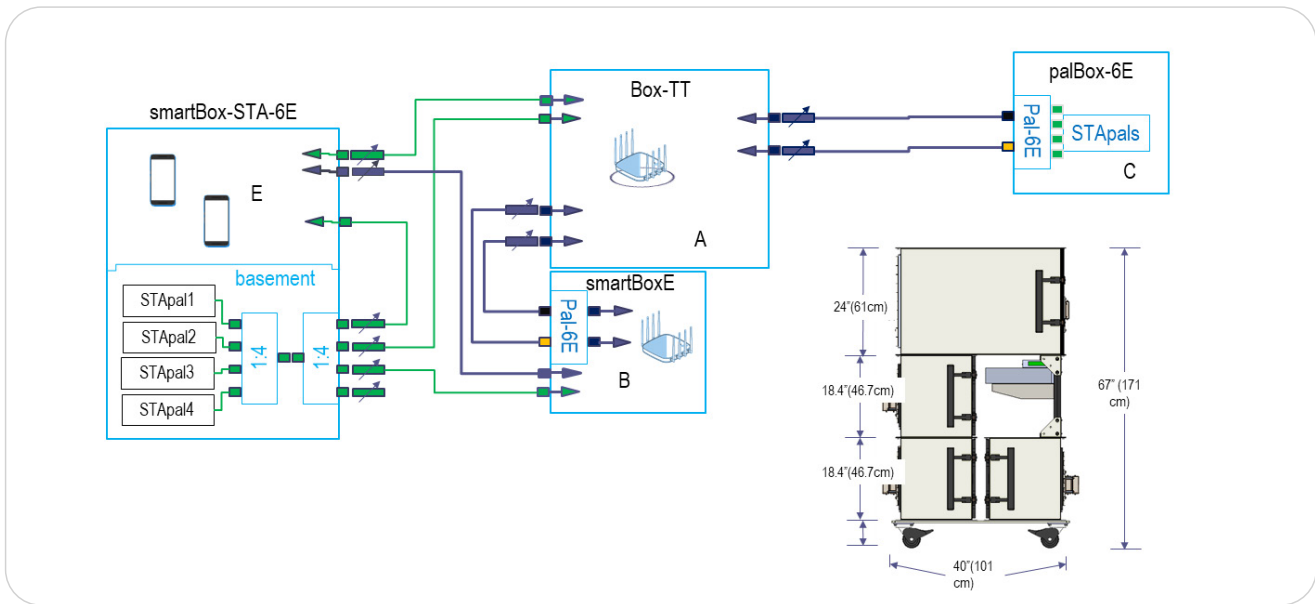 smartBox-STA-6E
E
basement
STApal1
STApal2
STApal3
STApal4
1:4
1:4
Box-TT
A
smartBoxE
Pal-6E
B
palBox-6E
Pal-6E
STApals
C
24"(61cm)
18.4"(46.7cm)
18.4"(46.7cm)
67" (171
cm)
40"(101
cm)